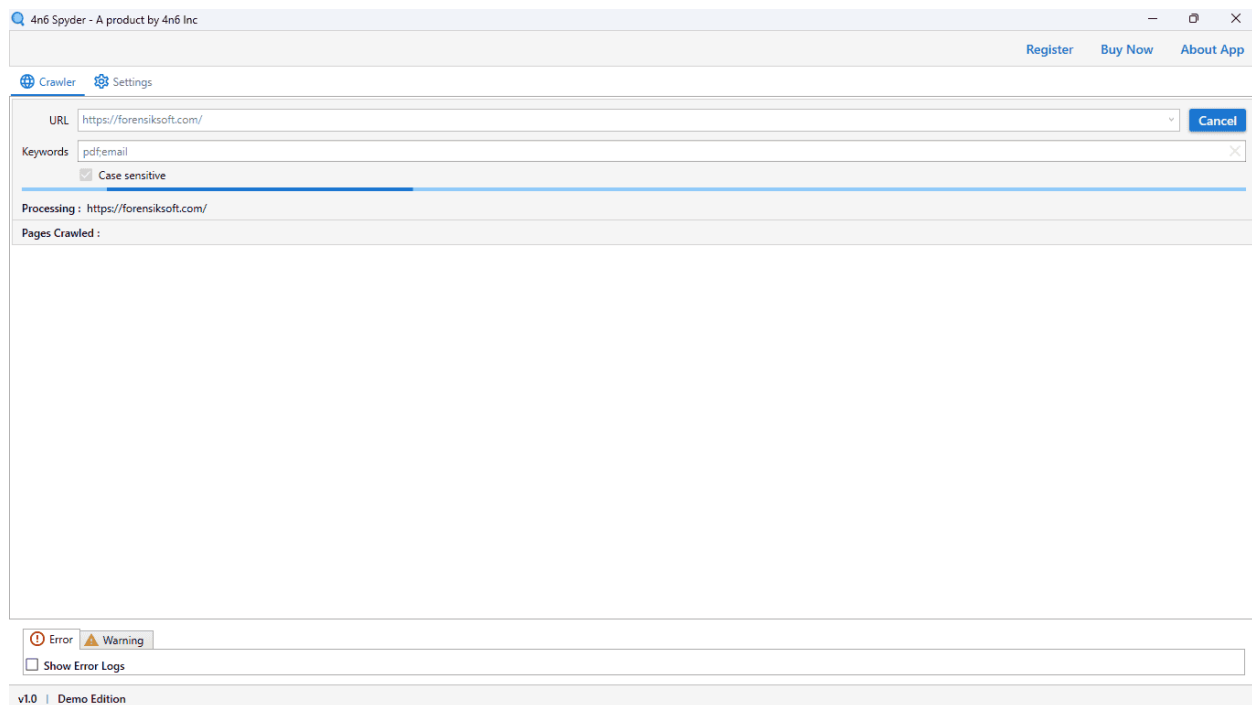 4n6 Spyder - A product by 4n6 Inc
Register Buy Now About App
Crawler Settings
URL https://forensiksoft.com/ Cancel
Keywords pdf;email
Case sensitive
Processing : https://forensiksoft.com/
Pages Crawled :
Error Warning
Show Error Logs
v1.0 | Demo Edition